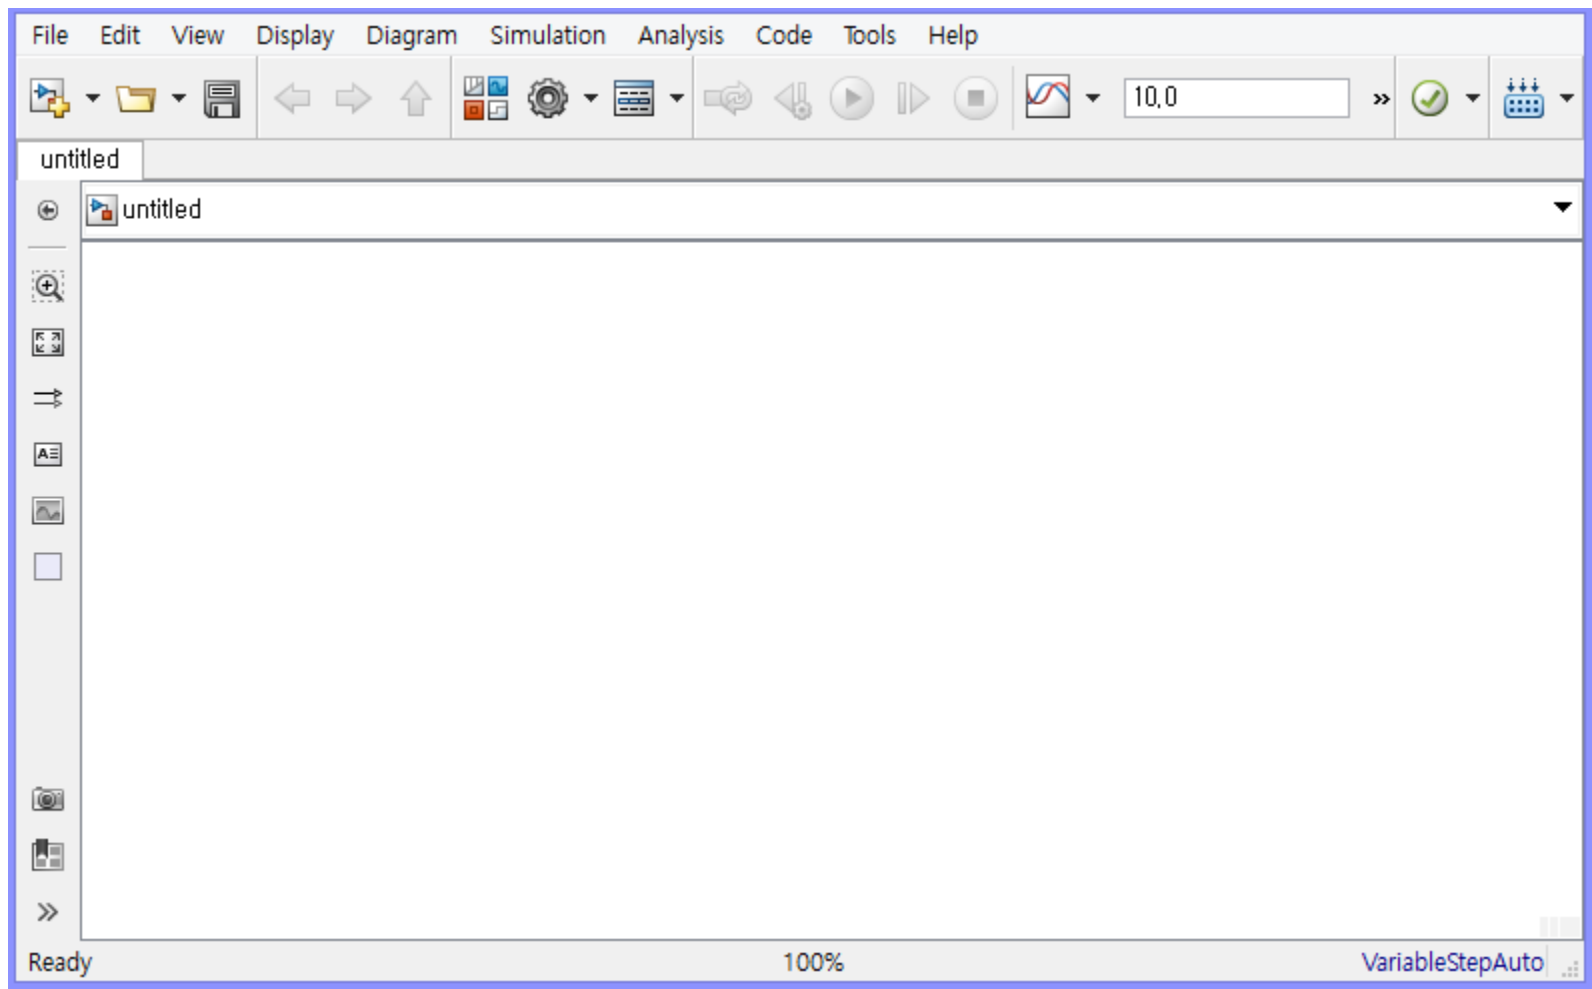 File Edit View Display Diagram Simulation Analysis Code Tools Help
10,0
untitled
untitled
Ready 100% VariableStepAuto